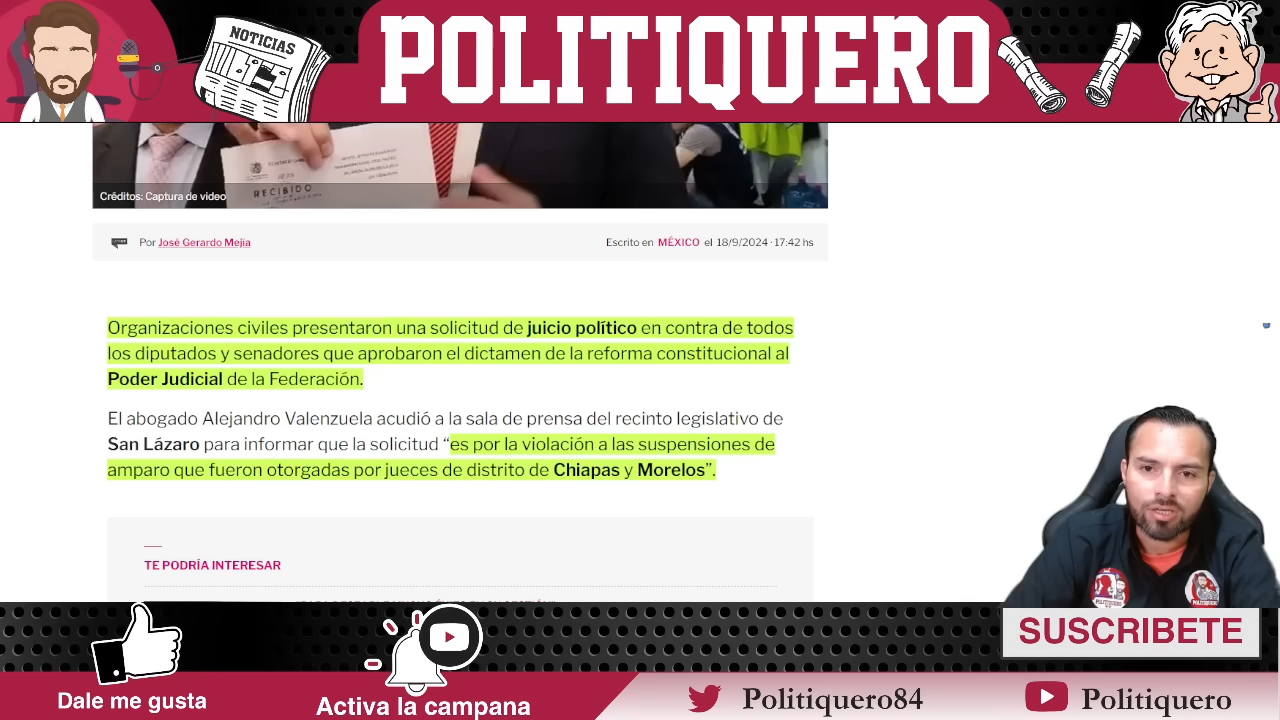 NOTICIAS
POLITIQUERO
RECIBIDO
Créditos: Captura de video
Por José Gerardo Mejía
Escrito en MÉXICO el 18/9/2024 · 17:42 hs
Organizaciones civiles presentaron una solicitud de juicio político en contra de todos
los diputados y senadores que aprobaron el dictamen de la reforma constitucional al
Poder Judicial de la Federación.
El abogado Alejandro Valenzuela acudió a la sala de prensa del recinto legislativo de
San Lázaro para informar que la solicitud “es por la violación a las suspensiones de
amparo que fueron otorgadas por jueces de distrito de Chiapas y Morelos”.
TE PODRÍA INTERESAR
POLITIQUERO
SUSCRIBETE
Dale me gusta
Activa la campana
Politiquero84
Politiquero